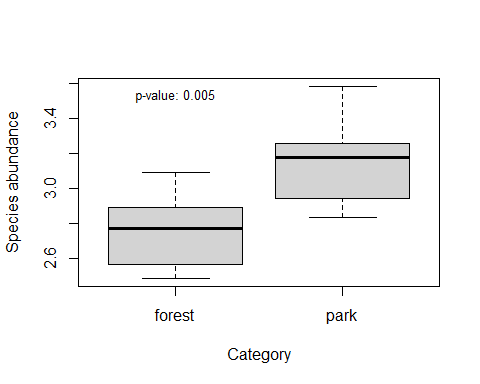 p-value: 0.005
Species abundance
3.4
3.0
2.6
forest park
Category